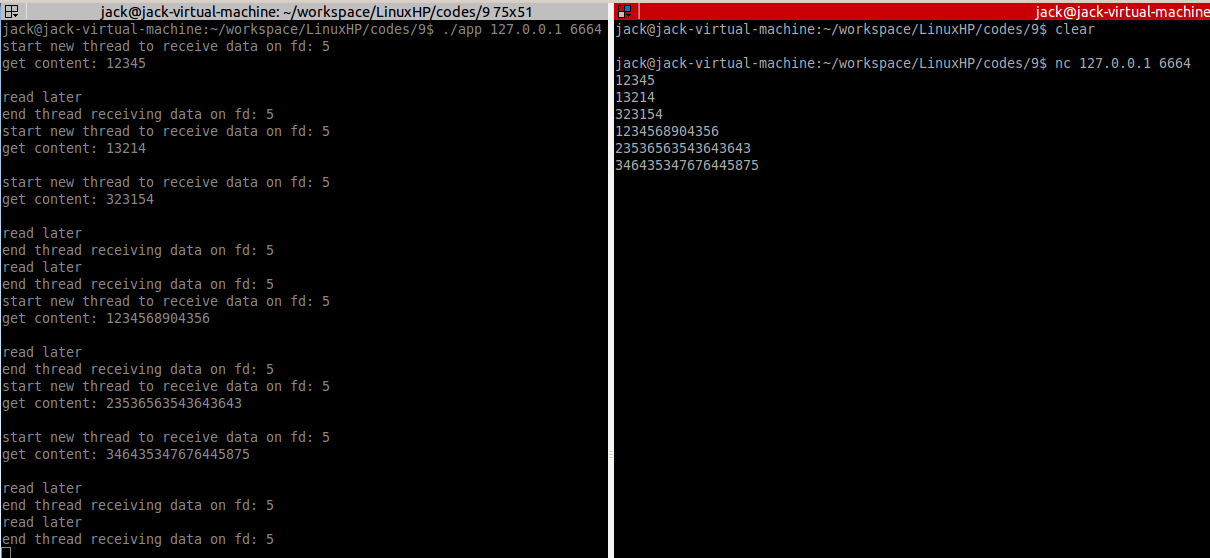 jack@jack-virtual-machine: ~/workspace/LinuxHP/codes/9 75x51
jack@jack-virtual-machine:~/workspace/LinuxHP/codes/9$ ./app 127.0.0.1 6664
start new thread to receive data on fd: 5
get content: 12345
read later
end thread receiving data on fd: 5
start new thread to receive data on fd: 5
get content: 13214
start new thread to receive data on fd: 5
get content: 323154
read later
end thread receiving data on fd: 5
read later
end thread receiving data on fd: 5
start new thread to receive data on fd: 5
get content: 1234568904356
read later
end thread receiving data on fd: 5
start new thread to receive data on fd: 5
get content: 23536563543643643
start new thread to receive data on fd: 5
get content: 346435347676445875
read later
end thread receiving data on fd: 5
read later
end thread receiving data on fd: 5
jack@jack-virtual-machine
jack@jack-virtual-machine:~/workspace/LinuxHP/codes/9$ clear
jack@jack-virtual-machine:~/workspace/LinuxHP/codes/9$ nc 127.0.0.1 6664
12345
13214
323154
1234568904356
23536563543643643
346435347676445875